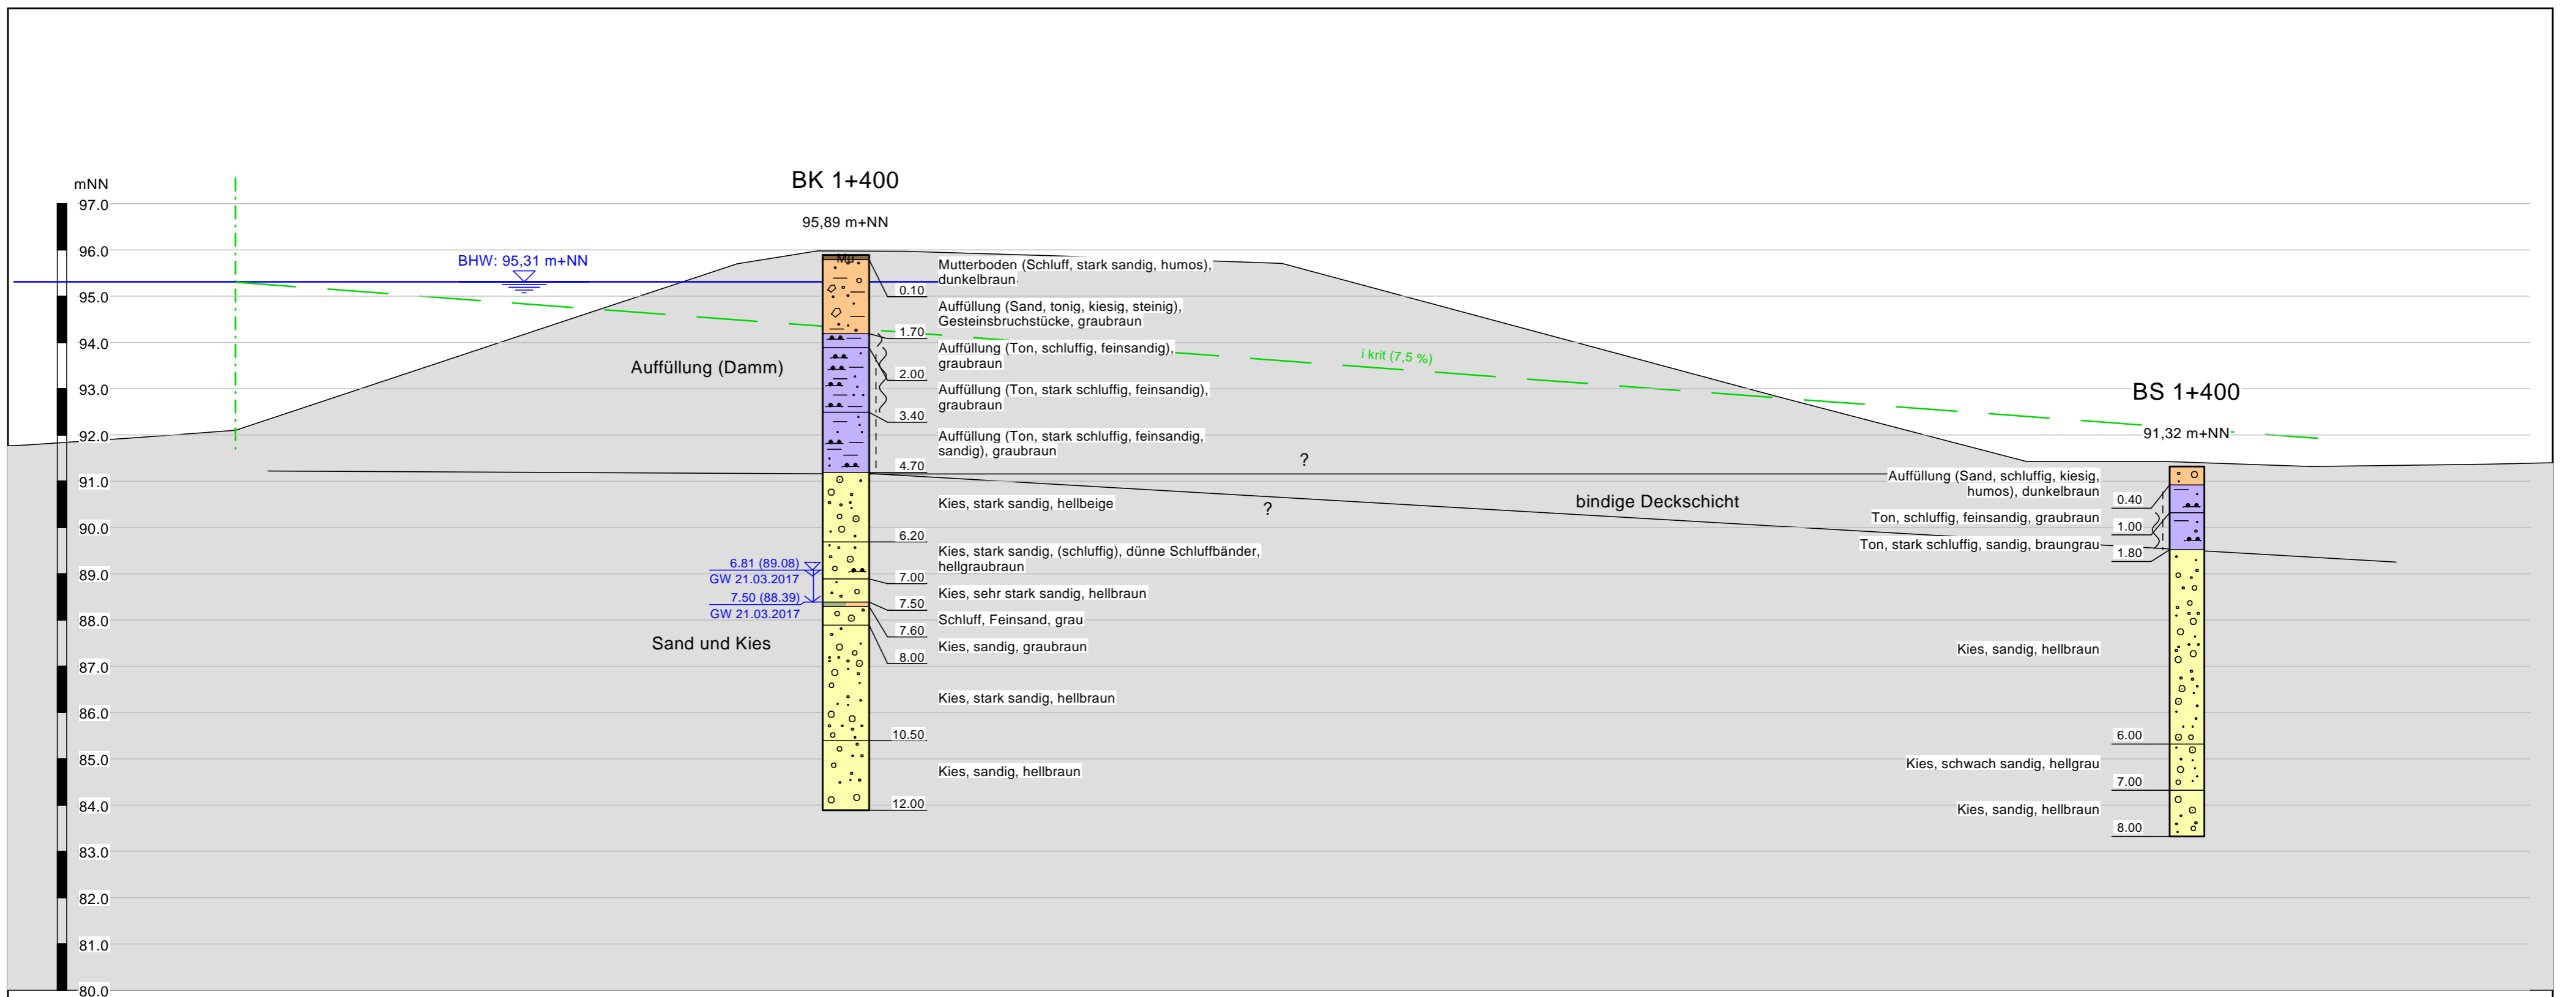 BK 1+400
95,89 m+NN
mNN
97.0
96.0
95.0
94.0
93.0
92.0
91.0
90.0
89.0
88.0
87.0
86.0
85.0
84.0
83.0
82.0
81.0
80.0
BHW: 95,31 m+NN
Auffüllung (Damm)
Sand und Kies
6.81 (89.08)
GW 21.03.2017
7.50 (88.39)
GW 21.03.2017
Mu
0.10
1.70
2.00
3.40
4.70
6.20
7.00
7.50
7.60
8.00
10.50
12.00
Mutterboden (Schluff, stark sandig, humos),
dunkelbraun
Auffüllung (Sand, tonig, kiesig, steinig),
Gesteinsbruchstücke, graubraun
Auffüllung (Ton, schluffig, feinsandig),
graubraun
Auffüllung (Ton, stark schluffig, feinsandig),
graubraun
Auffüllung (Ton, stark schluffig, feinsandig,
sandig), graubraun
Kies, stark sandig, hellbeige
Kies, stark sandig, (schluffig), dünne Schluffbänder,
hellgraubraun
Kies, sehr stark sandig, hellbraun
Schluff, Feinsand, grau
Kies, sandig, graubraun
Kies, stark sandig, hellbraun
Kies, sandig, hellbraun
i krit (7,5 %)
?
?
bindige Deckschicht
BS 1+400
91,32 m+NN
Auffüllung (Sand, schluffig, kiesig,
humos), dunkelbraun
Ton, schluffig, feinsandig, graubraun
Ton, stark schluffig, sandig, braungrau
Kies, sandig, hellbraun
Kies, schwach sandig, hellgrau
Kies, sandig, hellbraun
0.40
1.00
1.80
6.00
7.00
8.00